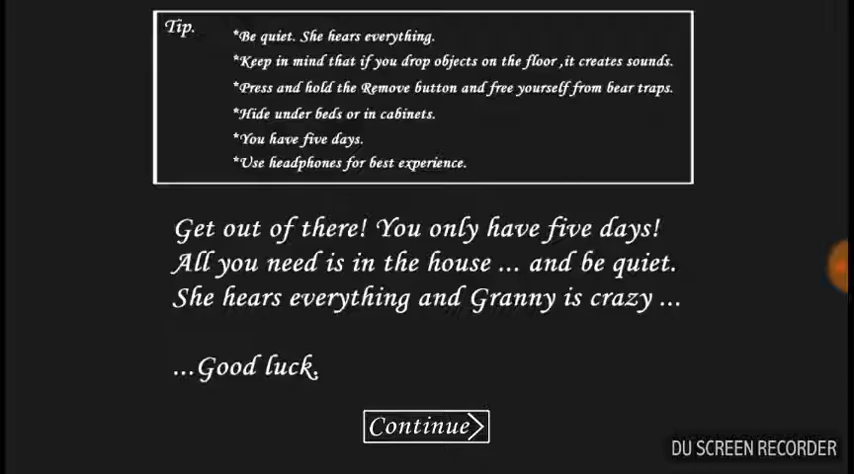 Tip.
*Be quiet. She hears everything.
*Keep in mind that if you drop objects on the floor ,it creates sounds.
*Press and hold the Remove button and free yourself from bear traps.
*Hide under beds or in cabinets.
*You have five days.
*Use headphones for best experience.
Get out of there! You only have five days!
All you need is in the house ... and be quiet.
She hears everything and Granny is crazy ...
...Good luck.
Continue>
DU SCREEN RECORDER